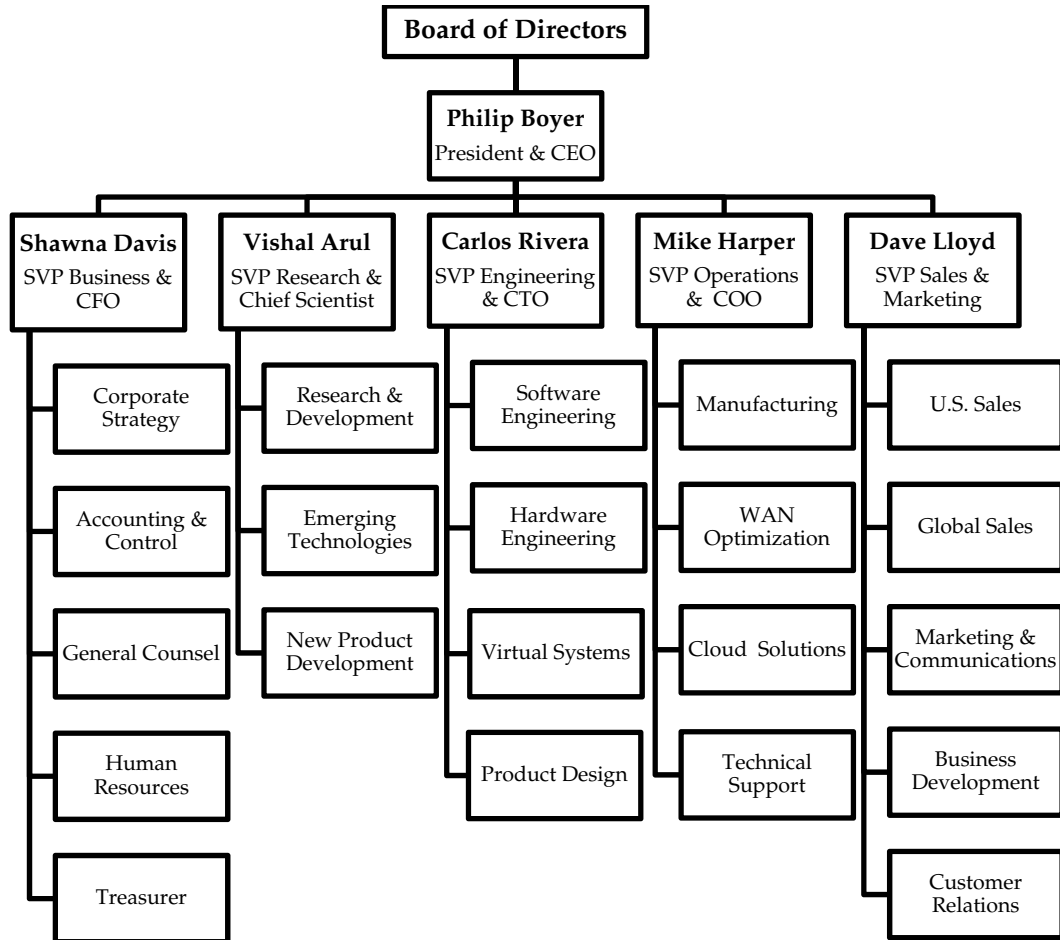 Board of Directors
Philip Boyer
President & CEO
Shawna Davis
SVP Business &
CFO
Vishal Arul
SVP Research &
Chief Scientist
Carlos Rivera
SVP Engineering
& CTO
Mike Harper
SVP Operations
& COO
Dave Lloyd
SVP Sales &
Marketing
Corporate
Strategy
Accounting &
Control
General Counsel
Human
Resources
Treasurer
Research &
Development
Emerging
Technologies
New Product
Development
Software
Engineering
Hardware
Engineering
Virtual Systems
Product Design
Manufacturing
WAN
Optimization
Cloud Solutions
Technical
Support
U.S. Sales
Global Sales
Marketing &
Communications
Business
Development
Customer
Relations